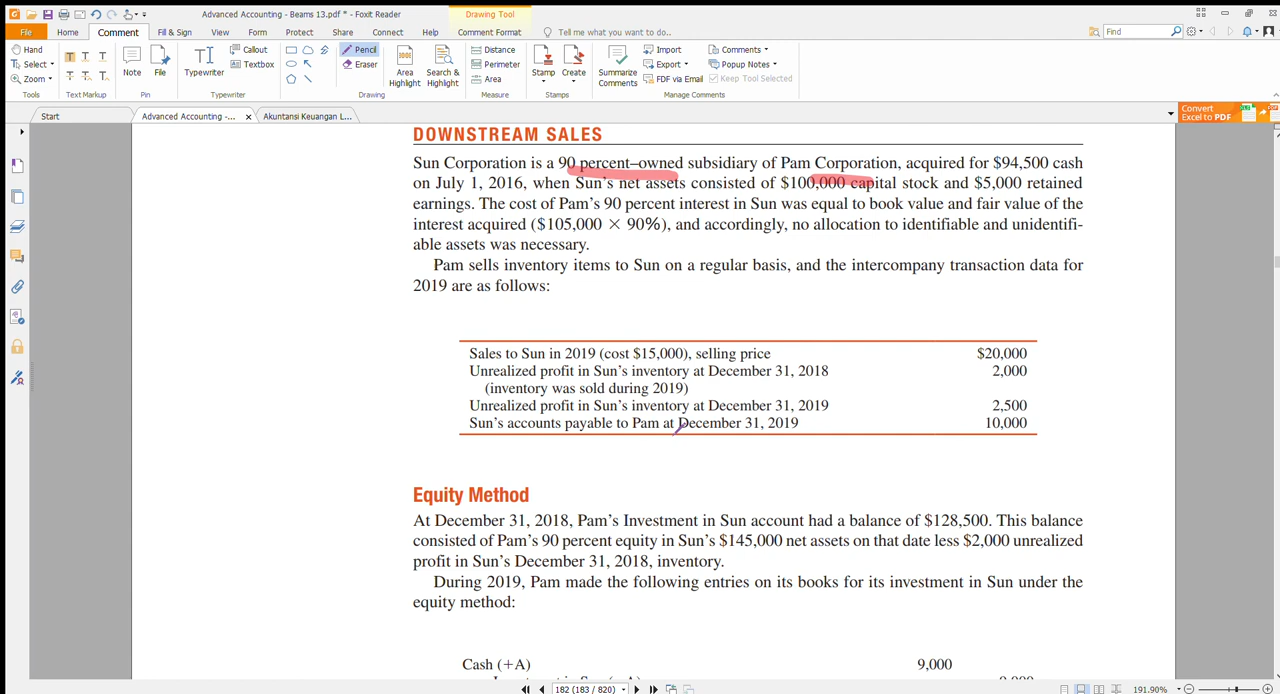 Advanced Accounting - Beams 13.pdf * - Foxit Reader
Drawing Tool
File Home Comment Fill & Sign View Form Protect Share Connect Help Comment Format Tell me what you want to do.. Find
Hand
Select
Zoom
Tools
Text Markup
Note
File
Pin
Typewriter
Callout
Textbox
Typewriter
Pencil
Eraser
Area Highlight
Search & Highlight
Drawing
Distance
Perimeter
Area
Measure
Stamp
Create
Stamps
Summarize Comments
Import
Export
FDF via Email
Comments
Popup Notes
Keep Tool Selected
Manage Comments
Start
Advanced Accounting -...
Akuntansi Keuangan L...
Convert
Excel to PDF
DOWNSTREAM SALES
Sun Corporation is a 90 percent–owned subsidiary of Pam Corporation, acquired for $94,500 cash
on July 1, 2016, when Sun's net assets consisted of $100,000 capital stock and $5,000 retained
earnings. The cost of Pam's 90 percent interest in Sun was equal to book value and fair value of the
interest acquired ($105,000 × 90%), and accordingly, no allocation to identifiable and unidentifi-
able assets was necessary.
Pam sells inventory items to Sun on a regular basis, and the intercompany transaction data for
2019 are as follows:
Sales to Sun in 2019 (cost $15,000), selling price $20,000
Unrealized profit in Sun's inventory at December 31, 2018 2,000
(inventory was sold during 2019)
Unrealized profit in Sun's inventory at December 31, 2019 2,500
Sun's accounts payable to Pam at December 31, 2019 10,000
Equity Method
At December 31, 2018, Pam's Investment in Sun account had a balance of $128,500. This balance
consisted of Pam's 90 percent equity in Sun's $145,000 net assets on that date less $2,000 unrealized
profit in Sun's December 31, 2018, inventory.
During 2019, Pam made the following entries on its books for its investment in Sun under the
equity method:
Cash (+A) 9,000
182 (183 / 820)
191.90%